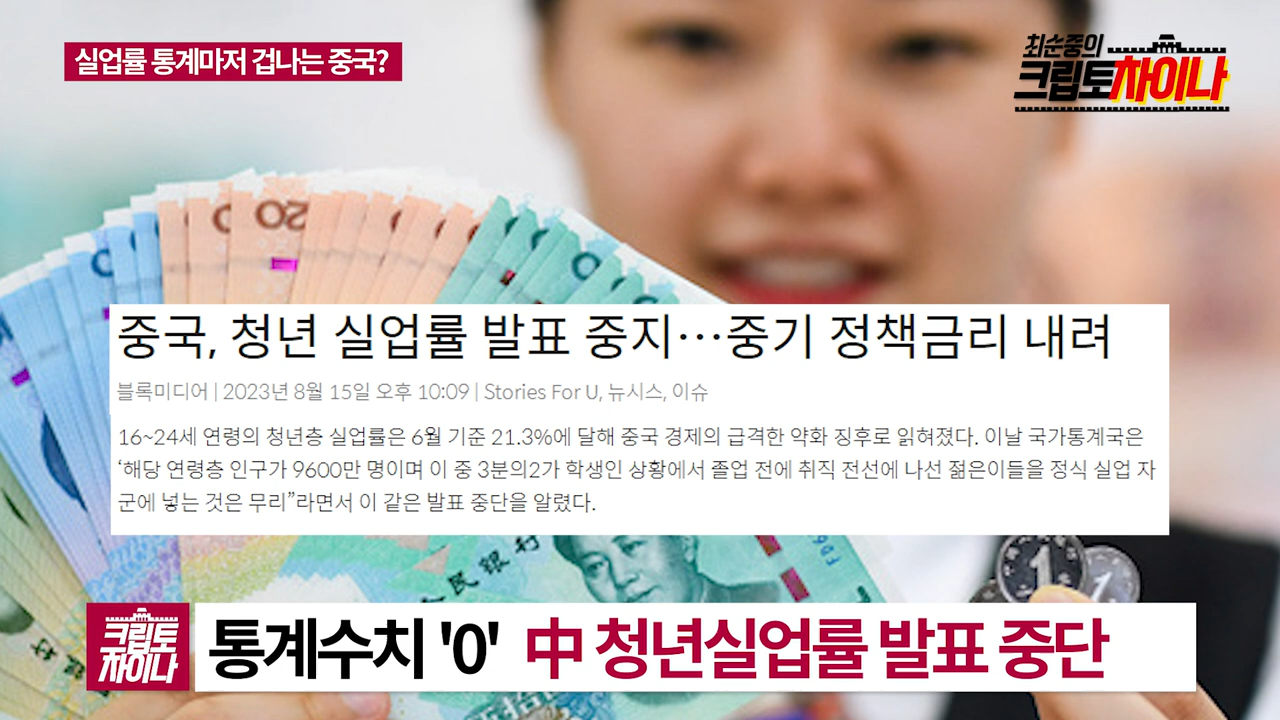 실업률 통계마저 겁나는 중국?
최순중의
크립토차이나
20
중국, 청년 실업률 발표 중지…중기 정책금리 내려
블록미디어 | 2023년 8월 15일 오후 10:09 | Stories For U, 뉴시스, 이슈
16~24세 연령의 청년층 실업률은 6월 기준 21.3%에 달해 중국 경제의 급격한 약화 징후로 읽혀졌다. 이날 국가통계국은
‘해당 연령층 인구가 9600만 명이며 이 중 3분의2가 학생인 상황에서 졸업 전에 취직 전선에 나선 젊은이들을 정식 실업 자
군에 넣는 것은 무리”라면서 이 같은 발표 중단을 알렸다.
民银行
1
1
크립토
차이나
통계수치 '0' 中 청년실업률 발표 중단